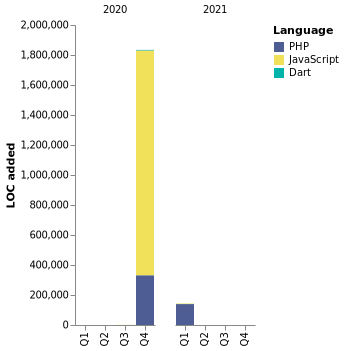 2020
2021
Language
PHP
JavaScript
Dart
LOC added
2,000,000
1,800,000
1,600,000
1,400,000
1,200,000
1,000,000
800,000
600,000
400,000
200,000
0
Q1
Q2
Q3
Q4
Q1
Q2
Q3
Q4